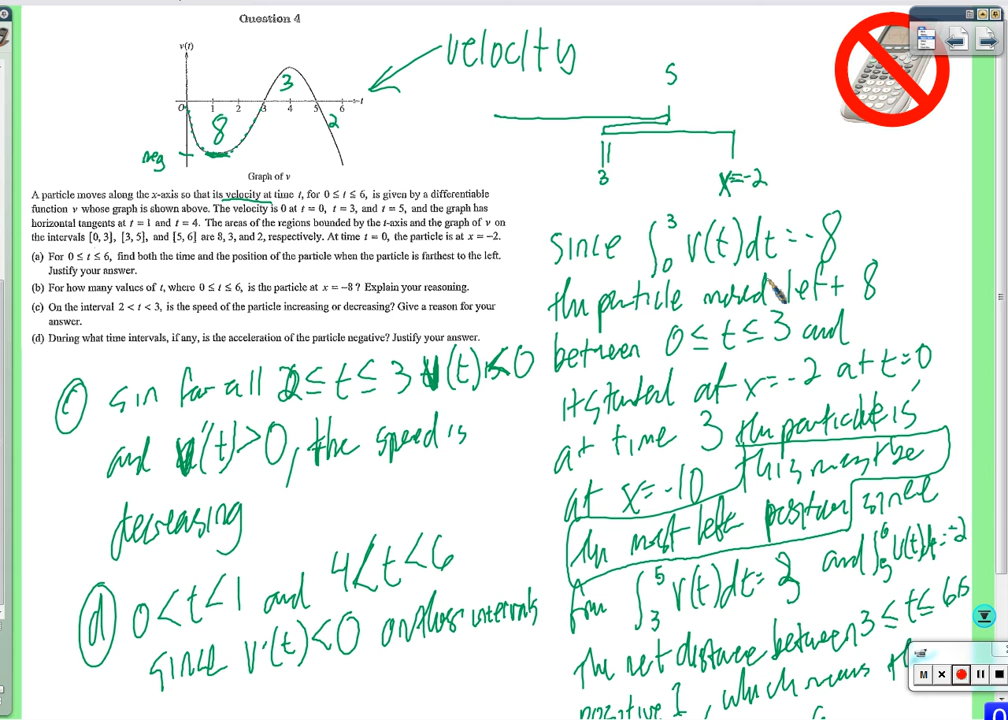 Question 4
v(t)
velocity
O 1 2 3 4 5 6 t
8
3
2
neg
Graph of v
5
3
x=-2
A particle moves along the x-axis so that its velocity at time t, for 0 ≤ t ≤ 6, is given by a differentiable
function v whose graph is shown above. The velocity is 0 at t = 0, t = 3, and t = 5, and the graph has
horizontal tangents at t = 1 and t = 4. The areas of the regions bounded by the t-axis and the graph of v on
the intervals [0, 3], [3, 5], and [5, 6] are 8, 3, and 2, respectively. At time t = 0, the particle is at x = −2.
(a) For 0 ≤ t ≤ 6, find both the time and the position of the particle when the particle is farthest to the left.
Justify your answer.
(b) For how many values of t, where 0 ≤ t ≤ 6, is the particle at x = −8 ? Explain your reasoning.
(c) On the interval 2 < t < 3, is the speed of the particle increasing or decreasing? Give a reason for your
answer.
(d) During what time intervals, if any, is the acceleration of the particle negative? Justify your answer.
Since ∫₀³ v(t)dt = -8
the particle moved left 8
between 0 ≤ t ≤ 3 and
it started at x = -2 at t=0,
at time 3 the particle is
at x = -10 this must be
the most left position since
from ∫₃⁵ v(t)dt = 3 and ∫₅⁶ v(t)dt = -2
the net distance between 3 ≤ t ≤ 6 is
positive 1, which means
(c) sin for all 2 ≤ t ≤ 3 v(t) < 0
and v'(t) > 0, the speed is
decreasing
(d) 0 < t < 1 and 4 < t < 6
since v'(t) < 0 on those intervals
M